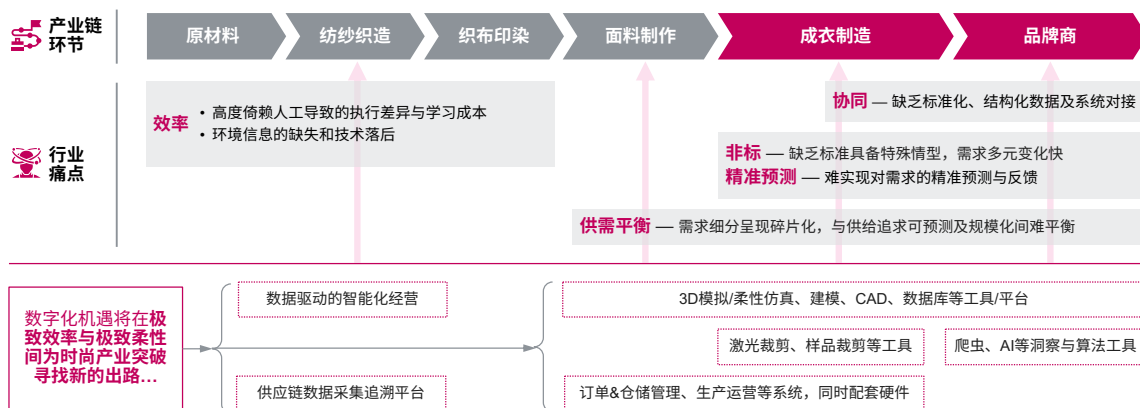 产业链
环节
原材料
纺纱织造
织布印染
面料制作
成衣制造
品牌商
行业
痛点
效率
• 高度倚赖人工导致的执行差异与学习成本
• 环境信息的缺失和技术落后
协同 — 缺乏标准化、结构化数据及系统对接
非标 — 缺乏标准具备特殊情型，需求多元变化快
精准预测 — 难实现对需求的精准预测与反馈
供需平衡 — 需求细分呈现碎片化，与供给追求可预测及规模化间难平衡
数字化机遇将在极
致效率与极致柔性
间为时尚产业突破
寻找新的出路...
数据驱动的智能化经营
供应链数据采集追溯平台
3D模拟/柔性仿真、建模、CAD、数据库等工具/平台
激光裁剪、样品裁剪等工具
爬虫、AI等洞察与算法工具
订单&仓储管理、生产运营等系统，同时配套硬件